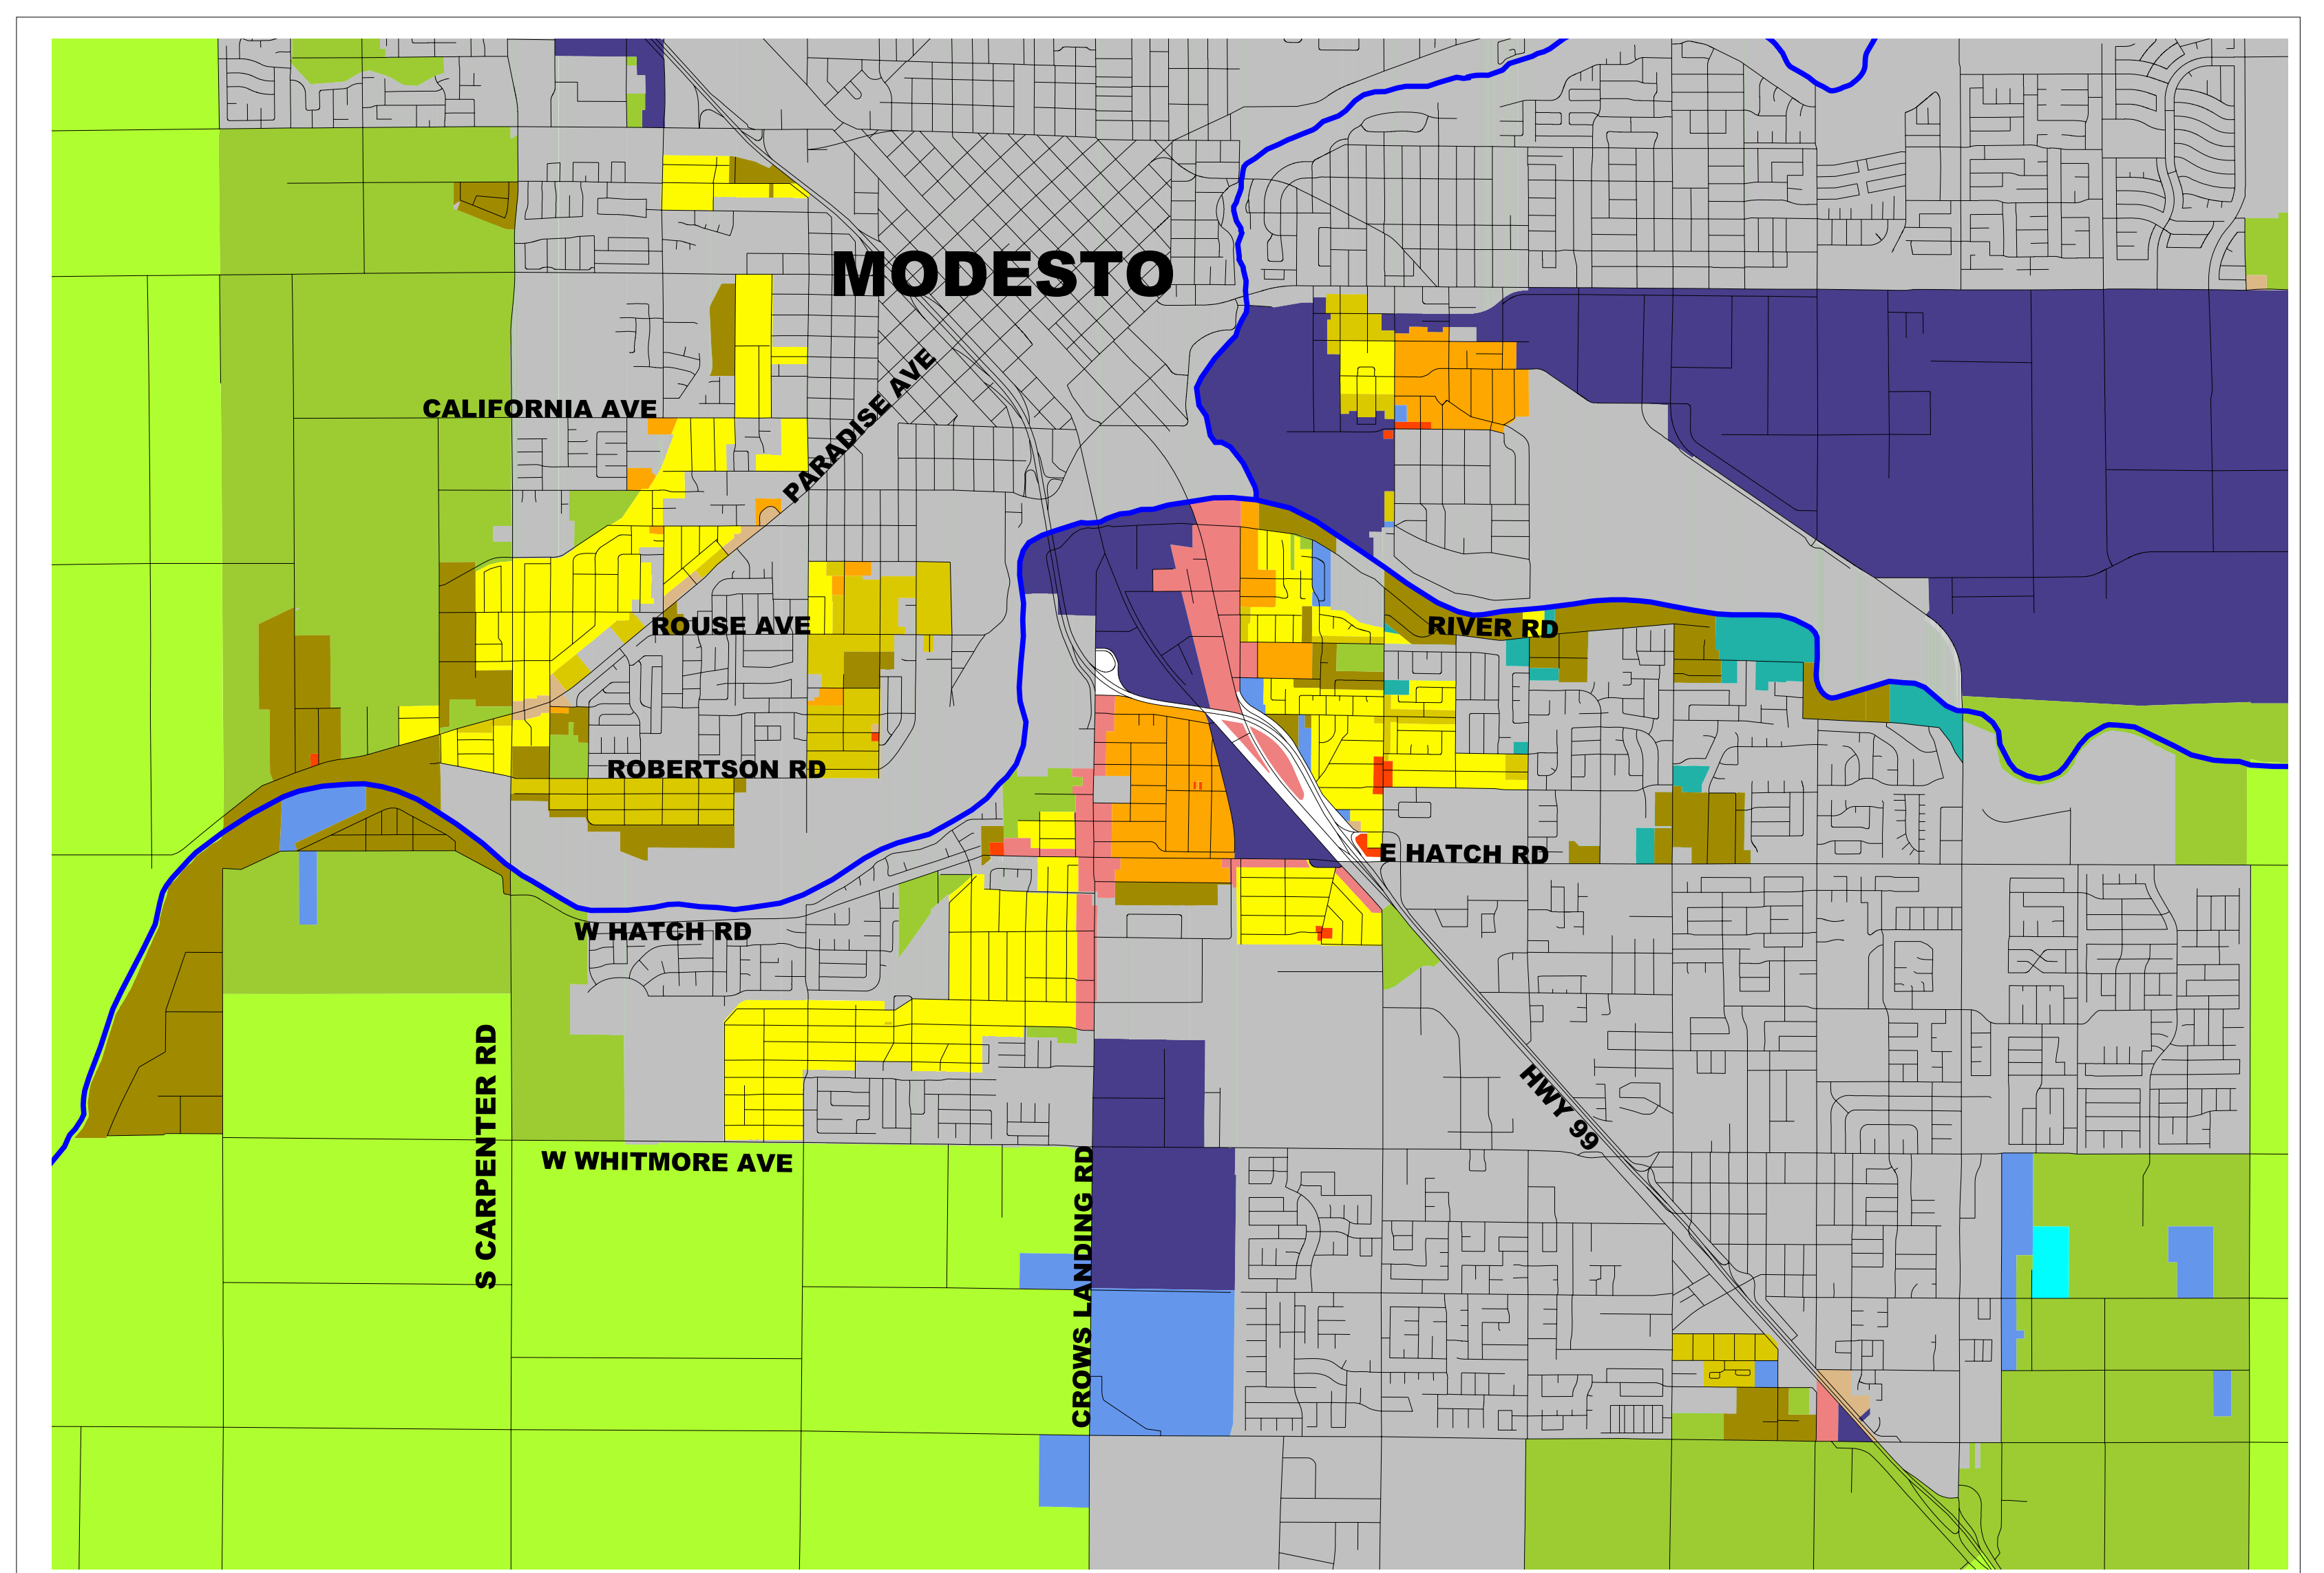 MODESTO
PARADISE AVE
CALIFORNIA AVE
ROUSE AVE
RIVER RD
ROBERTSON RD
E HATCH RD
W HATCH RD
S CARPENTER RD
HWY 99
W WHITMORE AVE
CROWS LANDING RD